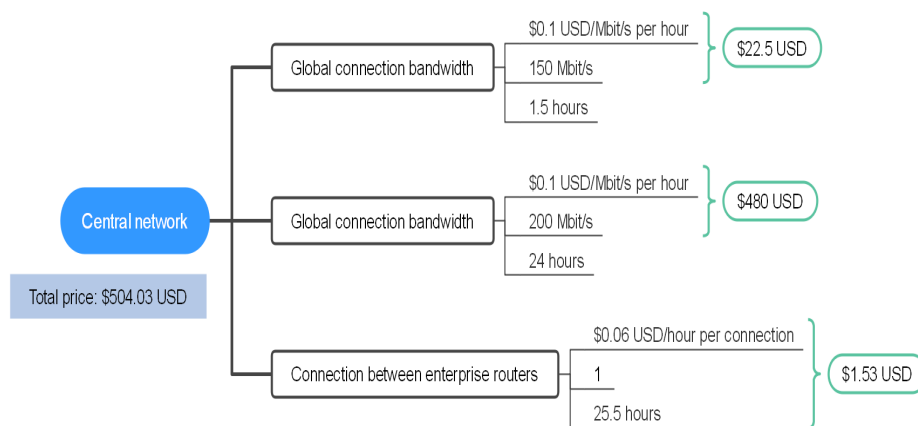 $0.1 USD/Mbit/s per hour
Global connection bandwidth
150 Mbit/s
1.5 hours
$22.5 USD
Central network
Total price: $504.03 USD
$0.1 USD/Mbit/s per hour
Global connection bandwidth
200 Mbit/s
24 hours
$480 USD
$0.06 USD/hour per connection
Connection between enterprise routers
1
25.5 hours
$1.53 USD